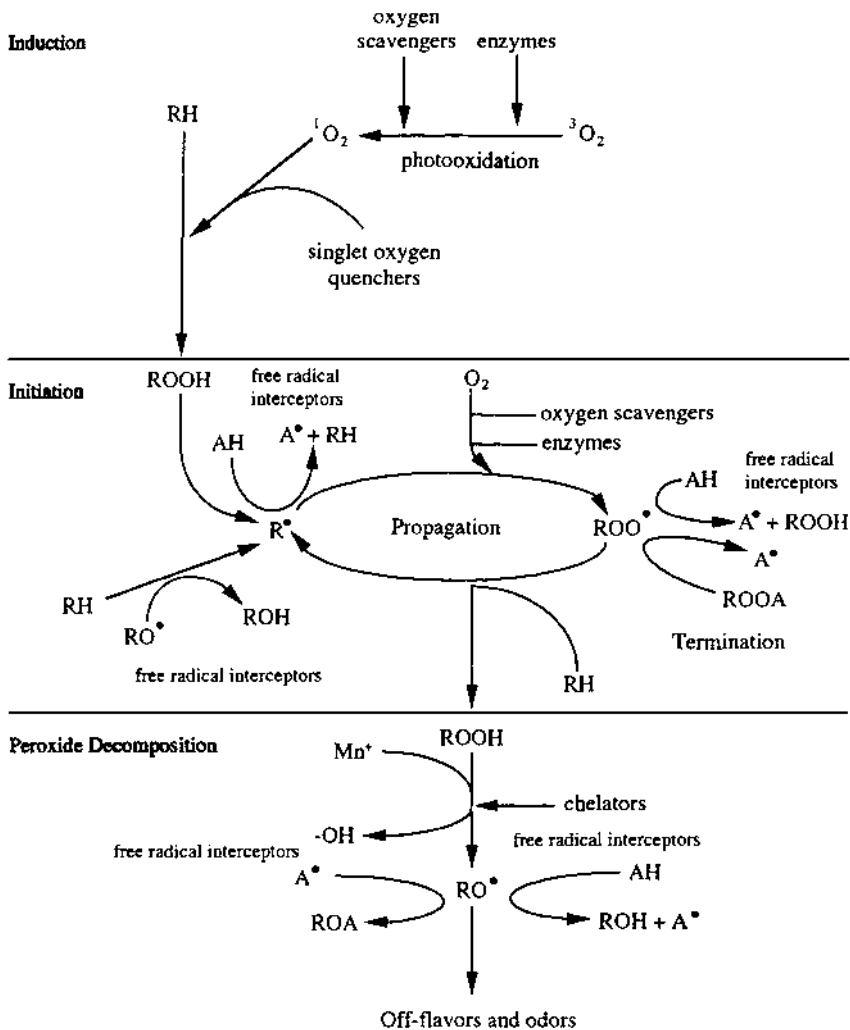 Induction
oxygen
scavengers
enzymes
RH
¹O₂
³O₂
photooxidation
singlet oxygen
quenchers
Initiation
ROOH
free radical
interceptors
A• + RH
AH
O₂
oxygen scavengers
enzymes
free radical
interceptors
AH
R•
Propagation
ROO•
A• + ROOH
A•
RH
RO•
ROH
ROOA
free radical interceptors
Termination
RH
Peroxide Decomposition
ROOH
Mn⁺
chelators
-OH
free radical interceptors
free radical interceptors
A•
RO•
AH
ROA
ROH + A•
Off-flavors and odors